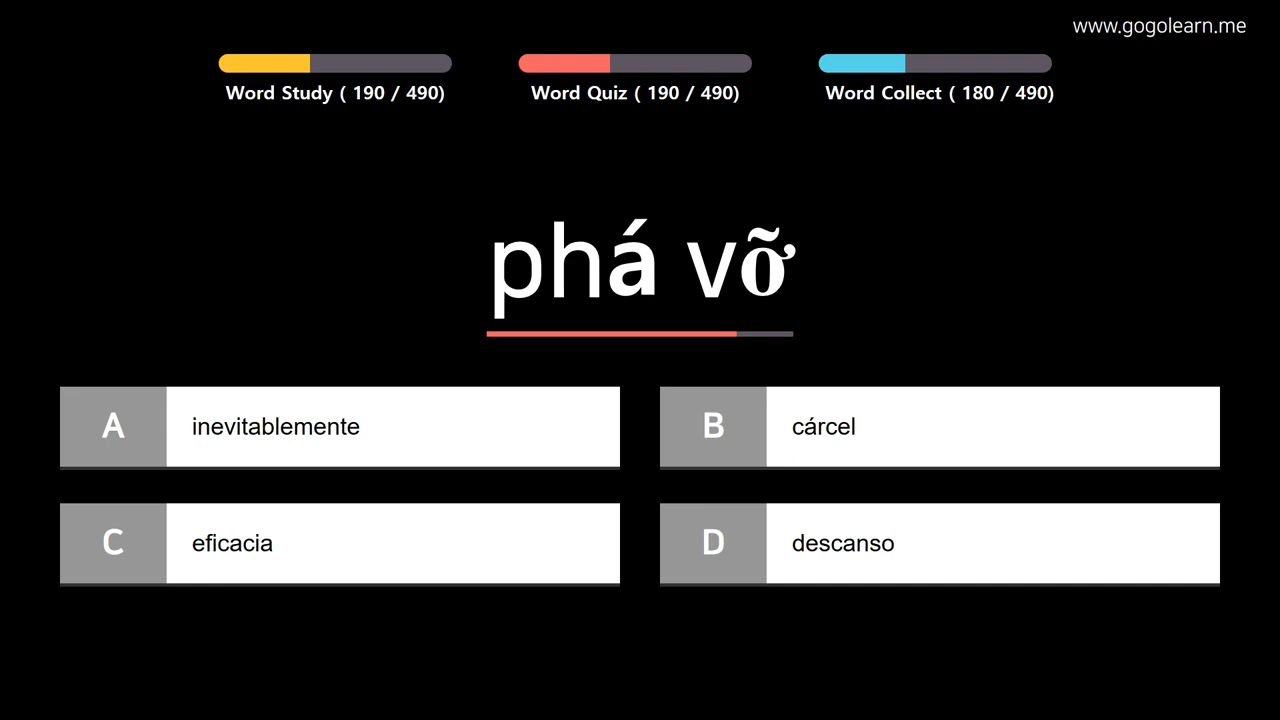 www.gogolearn.me
Word Study ( 190 / 490)
Word Quiz ( 190 / 490)
Word Collect ( 180 / 490)
phá vỡ
A inevitablemente
B cárcel
C eficacia
D descanso